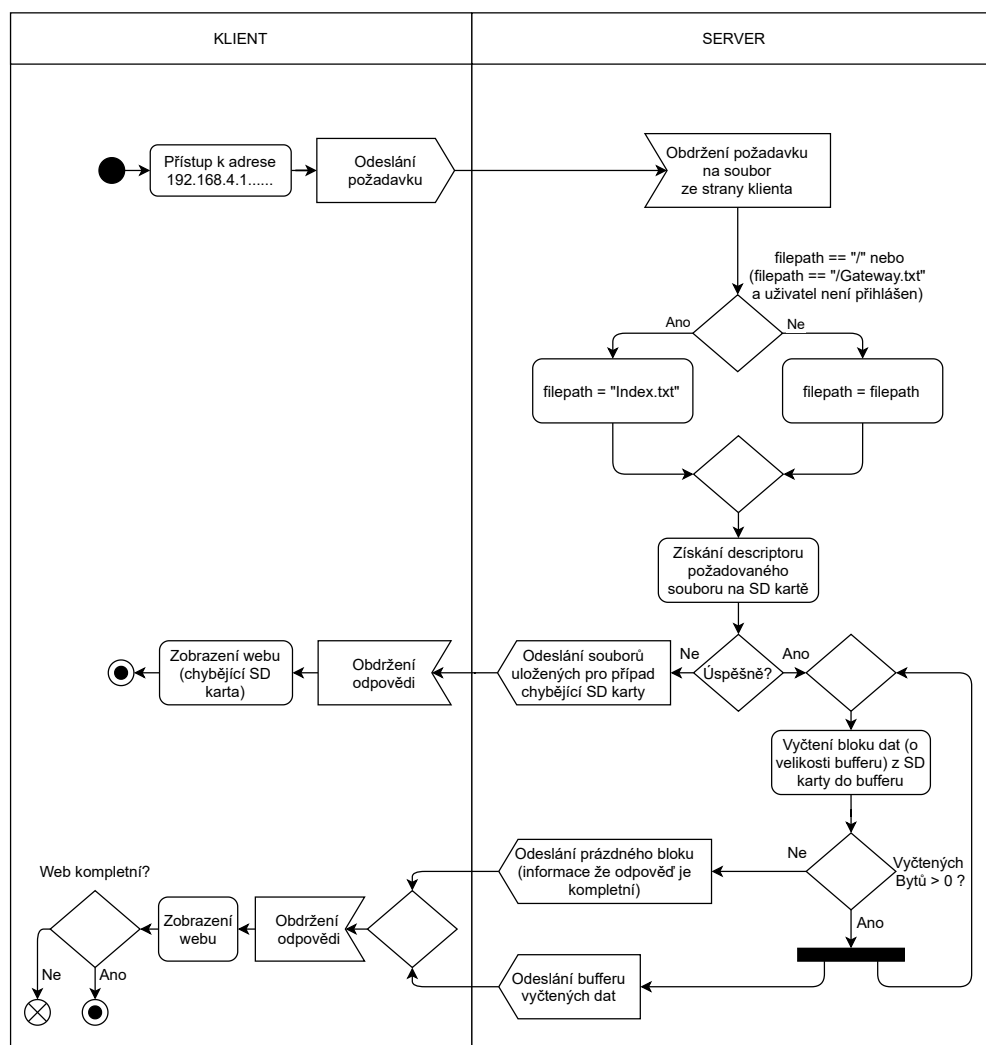 KLIENT
SERVER
Přístup k adrese
192.168.4.1......
Odeslání
požadavku
Obdržení požadavku
na soubor
ze strany klienta
filepath == "/" nebo
(filepath == "/Gateway.txt"
a uživatel není přihlášen)
Ano
Ne
filepath = "Index.txt"
filepath = filepath
Získání descriptoru
požadovaného
souboru na SD kartě
Zobrazení webu
(chybějící SD
karta)
Obdržení
odpovědi
Odeslání souborů
uložených pro případ
chybějící SD karty
Ne
Úspěšně?
Ano
Vyčtení bloku dat (o
velikosti bufferu) z SD
karty do bufferu
Web kompletní?
Zobrazení
webu
Obdržení
odpovědi
Odeslání prázdného bloku
(informace že odpověď je
kompletní)
Ne
Vyčtených
Bytů > 0 ?
Ano
Ne
Ano
Odeslání bufferu
vyčtených dat